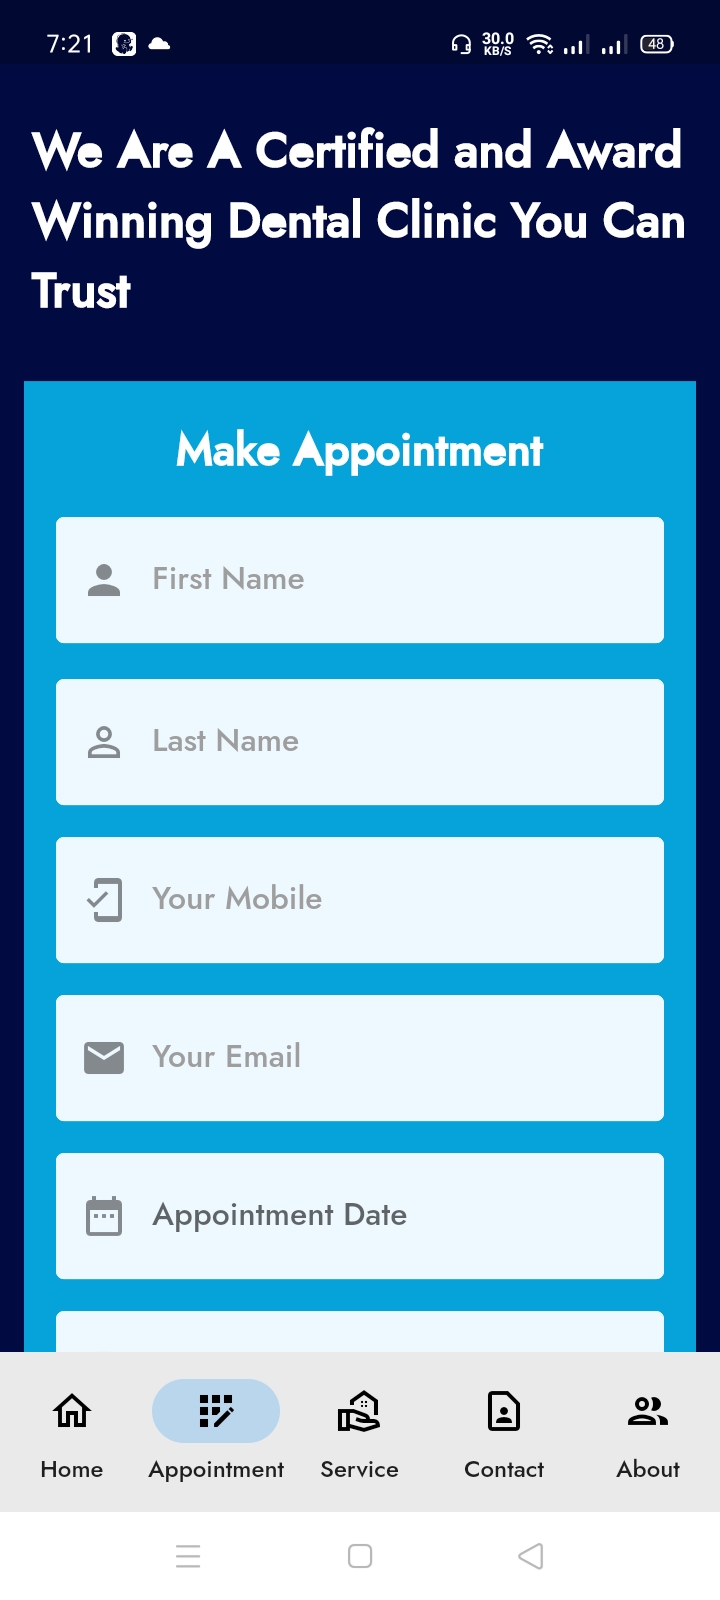 7:21
30.0
KB/S
48
We Are A Certified and Award
Winning Dental Clinic You Can
Trust
Make Appointment
First Name
Last Name
Your Mobile
Your Email
Appointment Date
Home
Appointment
Service
Contact
About